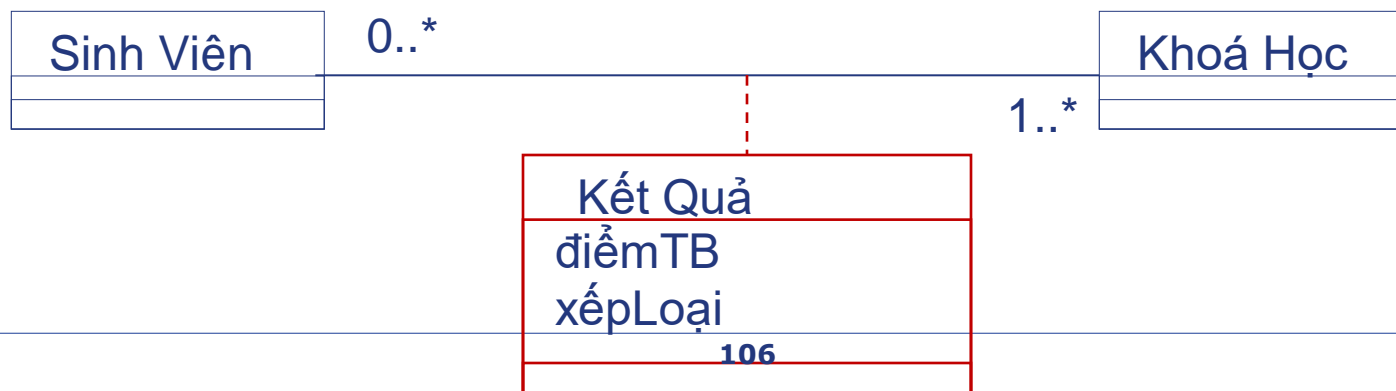 Sinh Viên
0..*
Khoá Học
1..*
Kết Quả
điểmTB
xếpLoại
106